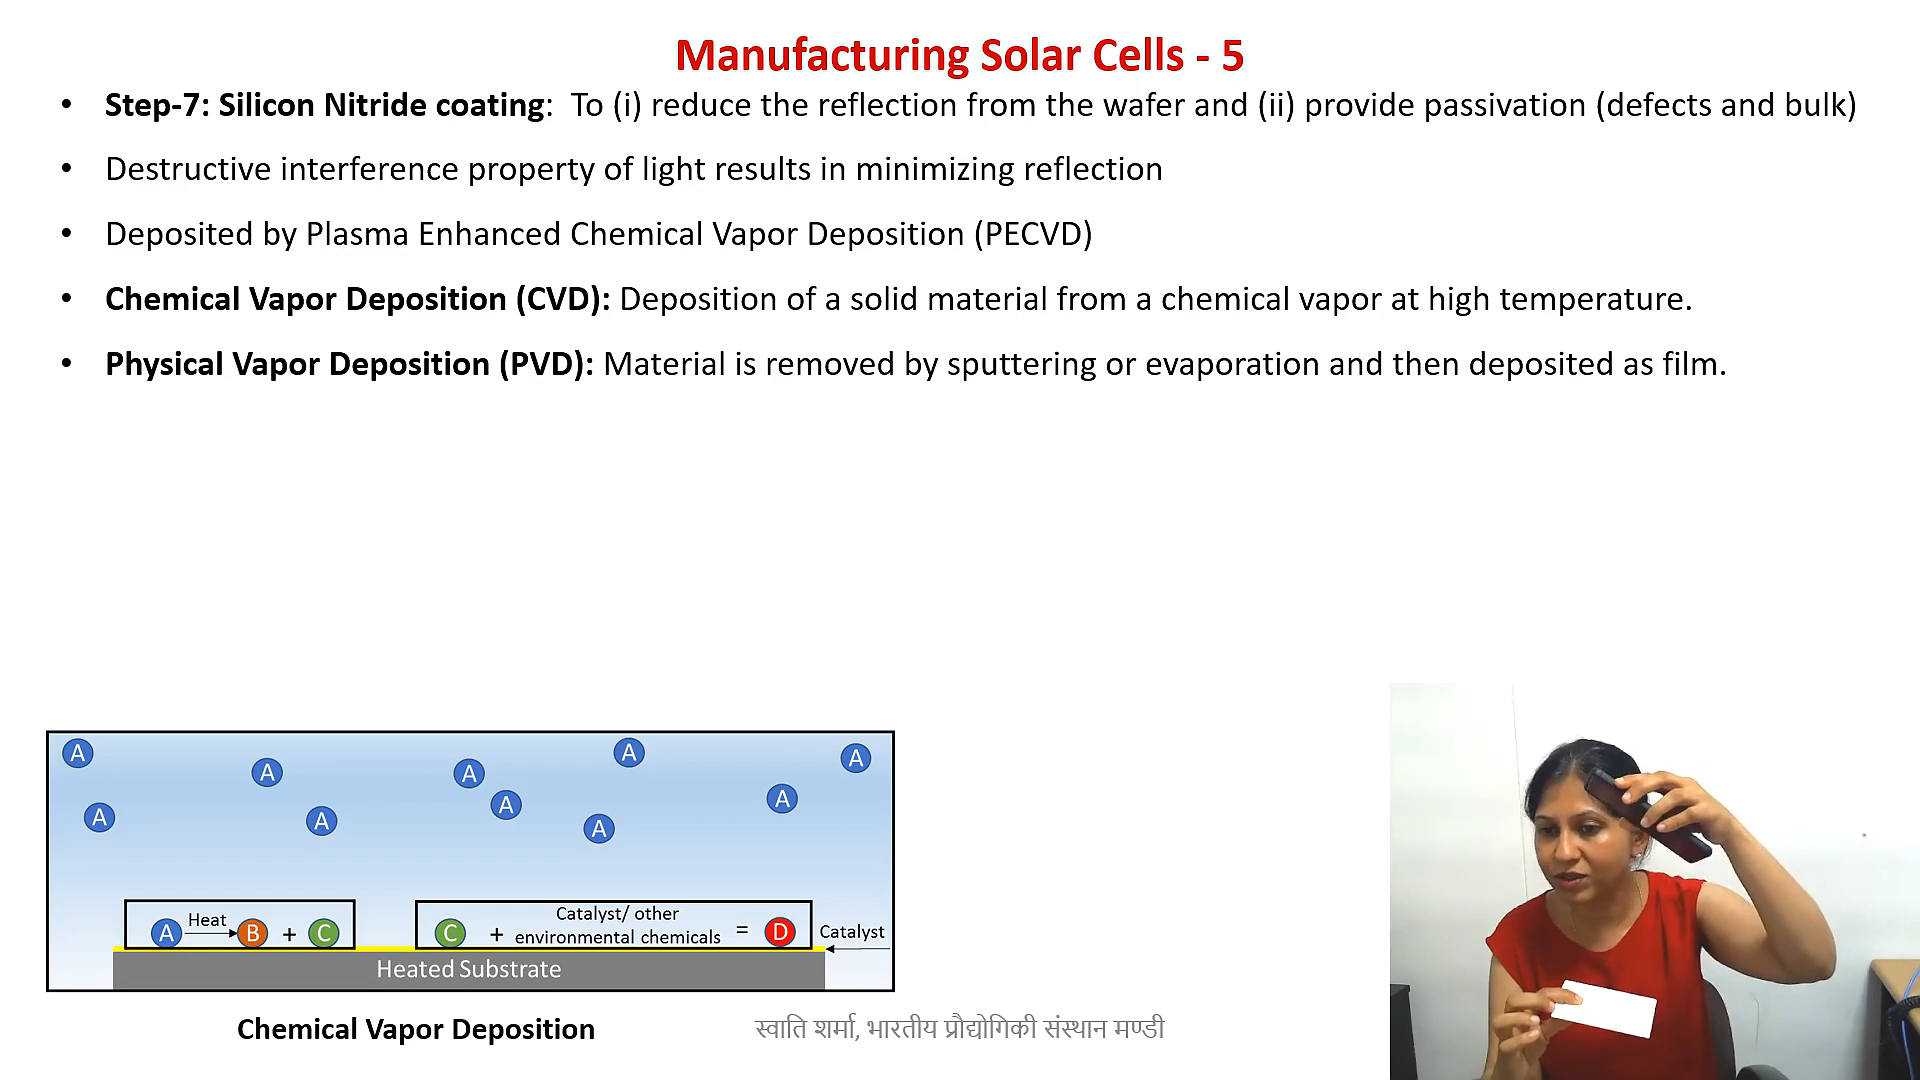 Manufacturing Solar Cells - 5
• Step-7: Silicon Nitride coating: To (i) reduce the reflection from the wafer and (ii) provide passivation (defects and bulk)
• Destructive interference property of light results in minimizing reflection
• Deposited by Plasma Enhanced Chemical Vapor Deposition (PECVD)
• Chemical Vapor Deposition (CVD): Deposition of a solid material from a chemical vapor at high temperature.
• Physical Vapor Deposition (PVD): Material is removed by sputtering or evaporation and then deposited as film.
A A A A A
A A A A A A
A Heat B + C
C + Catalyst/ other
environmental chemicals = D
Catalyst
Heated Substrate
Chemical Vapor Deposition
स्वाति शर्मा, भारतीय प्रौद्योगिकी संस्थान मण्डी